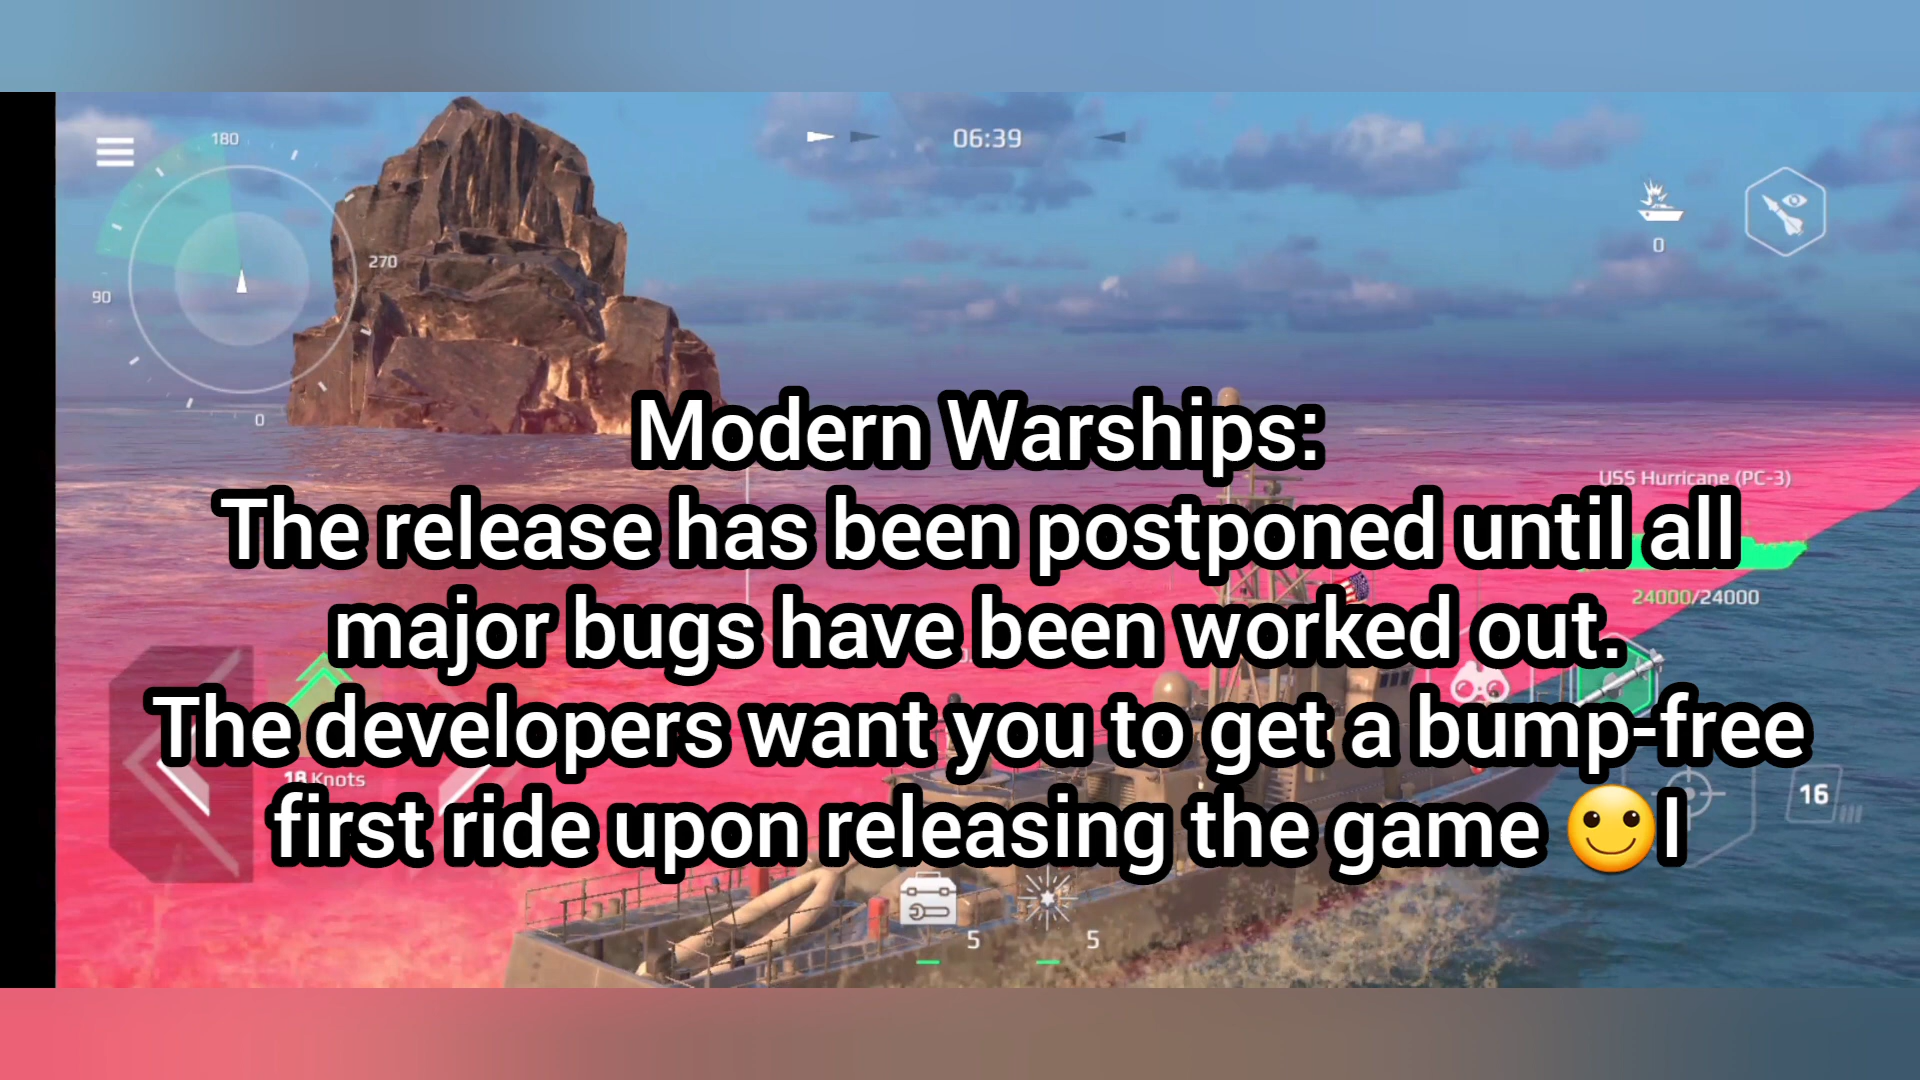 180
06:39
270
0
90
0
Modern Warships:
USS Hurricane (PC-3)
The release has been postponed until all
24000/24000
major bugs have been worked out.
The developers want you to get a bump-free
18 Knots
16
first ride upon releasing the game 🙂I
5
5